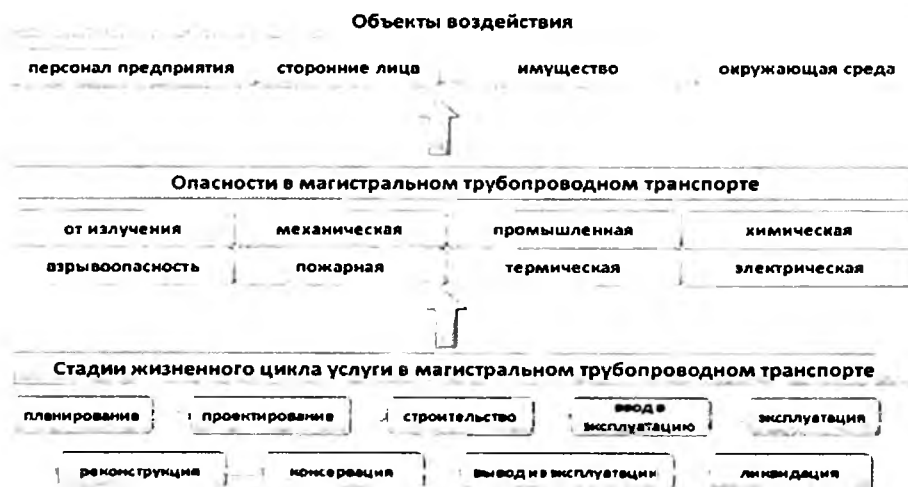 Объекты воздействия
персонал предприятия сторонние лица имущество окружающая среда
Опасности в магистральном трубопроводном транспорте
от излучения механическая промышленная химическая
взрывоопасность пожарная термическая электрическая
Стадии жизненного цикла услуги в магистральном трубопроводном транспорте
планирование проектирование строительство ввод в эксплуатацию эксплуатация
реконструкция консервация вывод из эксплуатации ликвидация